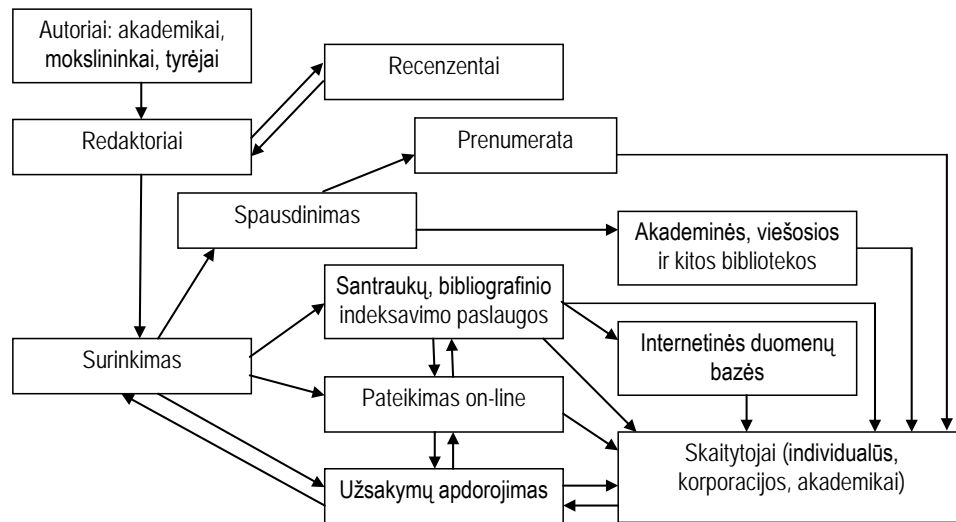 Autoriai: akademikai,
mokslininkai, tyrėjai
Recenzentai
Redaktoriai
Prenumerata
Spausdinimas
Akademinės, viešosios
ir kitos bibliotekos
Santraukų, bibliografinio
indeksavimo paslaugos
Internetinės duomenų
bazės
Surinkimas
Pateikimas on-line
Skaitytojai (individualūs,
korporacijos, akademikai)
Užsakymų apdorojimas